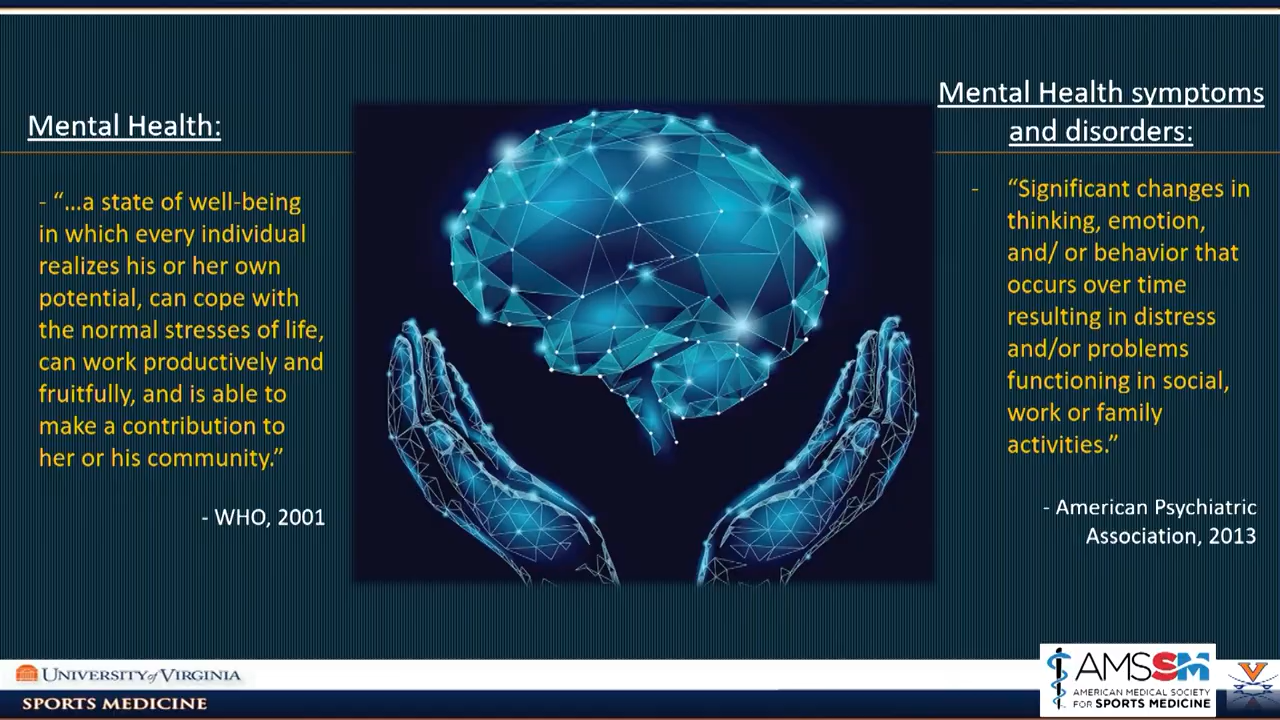 Mental Health:
- “...a state of well-being
in which every individual
realizes his or her own
potential, can cope with
the normal stresses of life,
can work productively and
fruitfully, and is able to
make a contribution to
her or his community.”
- WHO, 2001
Mental Health symptoms
and disorders:
- “Significant changes in
thinking, emotion,
and/ or behavior that
occurs over time
resulting in distress
and/or problems
functioning in social,
work or family
activities.”
- American Psychiatric
Association, 2013
UNIVERSITY of VIRGINIA
SPORTS MEDICINE
AMSSM
AMERICAN MEDICAL SOCIETY
FOR SPORTS MEDICINE
V